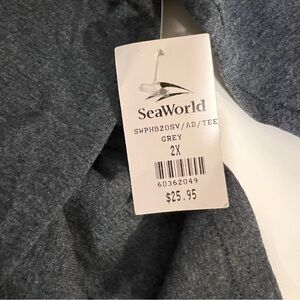 SeaWorld
SWPHB20SV/AD/TEE
GREY
2X
60362049
$25.95